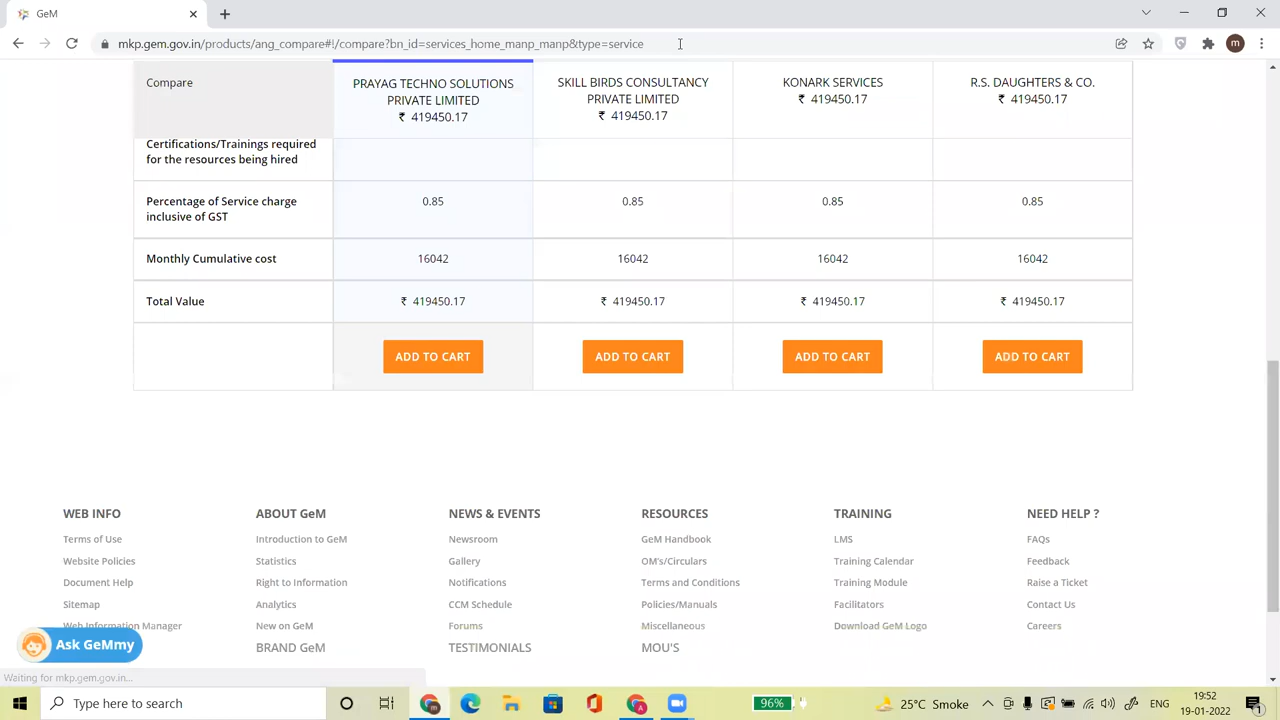 GeM
mkp.gem.gov.in/products/ang_compare#!/compare?bn_id=services_home_manp_manp&type=service
m
Compare
PRAYAG TECHNO SOLUTIONS
PRIVATE LIMITED
₹ 419450.17
SKILL BIRDS CONSULTANCY
PRIVATE LIMITED
₹ 419450.17
KONARK SERVICES
₹ 419450.17
R.S. DAUGHTERS & CO.
₹ 419450.17
Certifications/Trainings required
for the resources being hired
Percentage of Service charge
inclusive of GST
0.85
0.85
0.85
0.85
Monthly Cumulative cost
16042
16042
16042
16042
Total Value
₹ 419450.17
₹ 419450.17
₹ 419450.17
₹ 419450.17
ADD TO CART
ADD TO CART
ADD TO CART
ADD TO CART
WEB INFO
Terms of Use
Website Policies
Document Help
Sitemap
Web Information Manager
ABOUT GeM
Introduction to GeM
Statistics
Right to Information
Analytics
New on GeM
BRAND GeM
NEWS & EVENTS
Newsroom
Gallery
Notifications
CCM Schedule
Forums
TESTIMONIALS
RESOURCES
GeM Handbook
OM's/Circulars
Terms and Conditions
Policies/Manuals
Miscellaneous
MOU'S
TRAINING
LMS
Training Calendar
Training Module
Facilitators
Download GeM Logo
NEED HELP ?
FAQs
Feedback
Raise a Ticket
Contact Us
Careers
Ask GeMmy
Waiting for mkp.gem.gov.in...
Type here to search
96%
25°C Smoke
ENG
19:52
19-01-2022
1